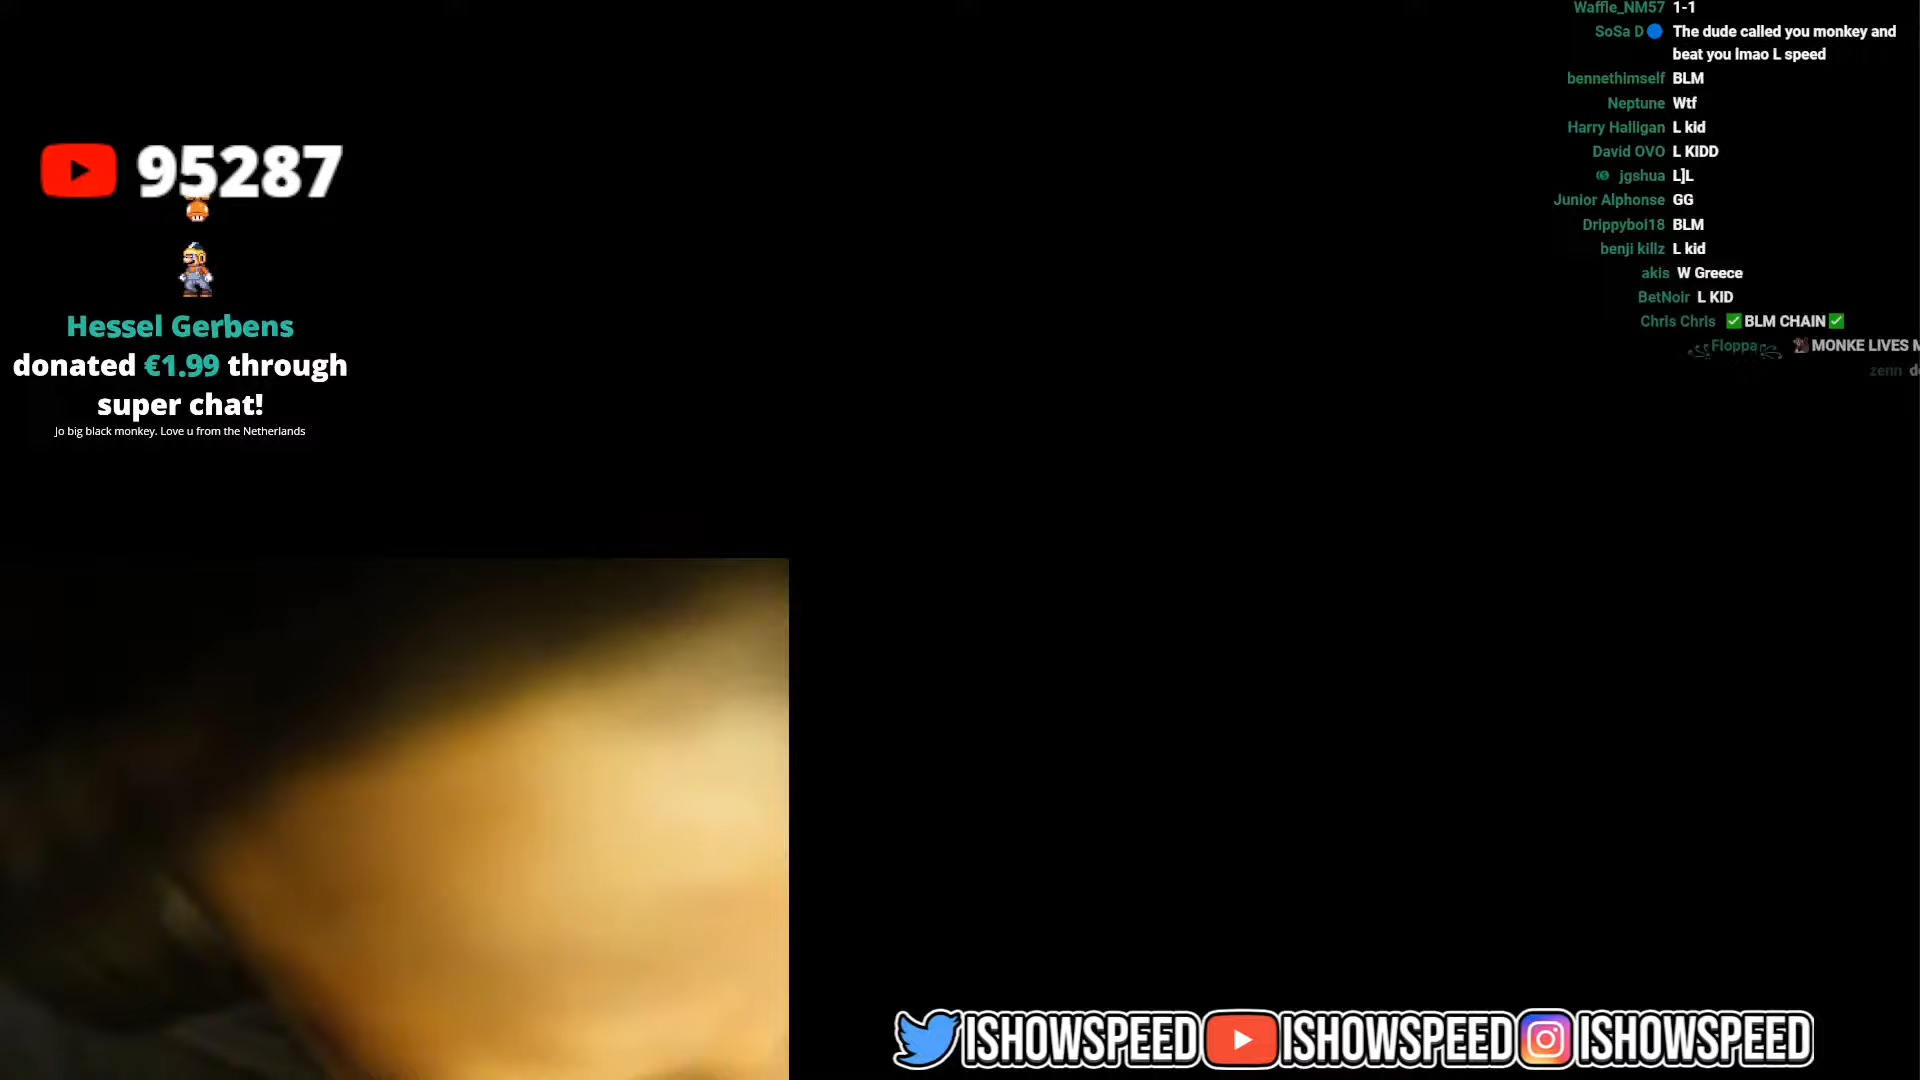 95287
Hessel Gerbens
donated €1.99 through
super chat!
Jo big black monkey. Love u from the Netherlands
Waffle_NM57 1-1
SoSa D The dude called you monkey and
beat you lmao L speed
bennethimself BLM
Neptune Wtf
Harry Halligan L kid
David OVO L KIDD
jgshua L]L
Junior Alphonse GG
Drippyboi18 BLM
benji killz L kid
akis W Greece
BetNoir L KID
Chris Chris ✅BLM CHAIN✅
Floppa MONKE LIVES
zenn
ISHOWSPEED ISHOWSPEED ISHOWSPEED